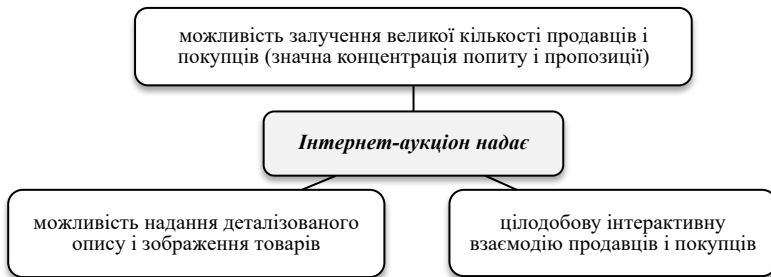 можливість залучення великої кількості продавців і
покупців (значна концентрація попиту і пропозиції)
Інтернет-аукціон надає
можливість надання деталізованого
опису і зображення товарів
цілодобову інтерактивну
взаємодію продавців і покупців